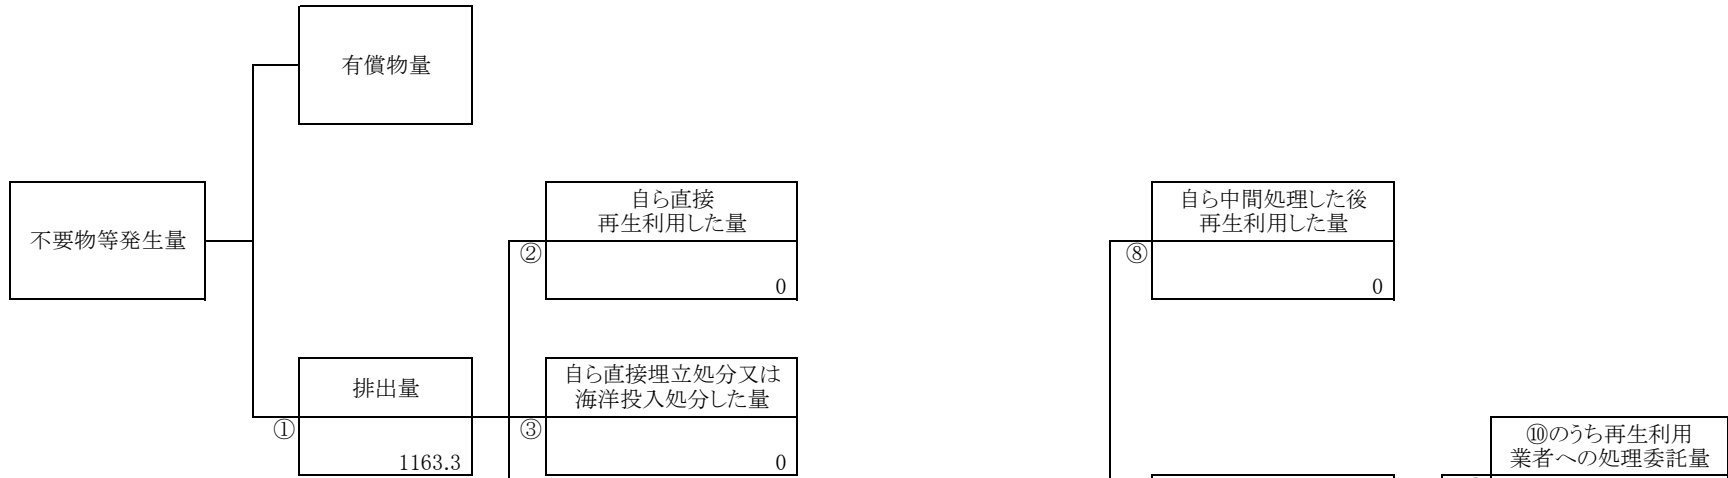 有償物量
不要物等発生量
自ら直接
再生利用した量
②
0
自ら中間処理した後
再生利用した量
⑧
0
排出量
①
1163.3
自ら直接埋立処分又は
海洋投入処分した量
③
0
⑩のうち再生利用
業者への処理委託量